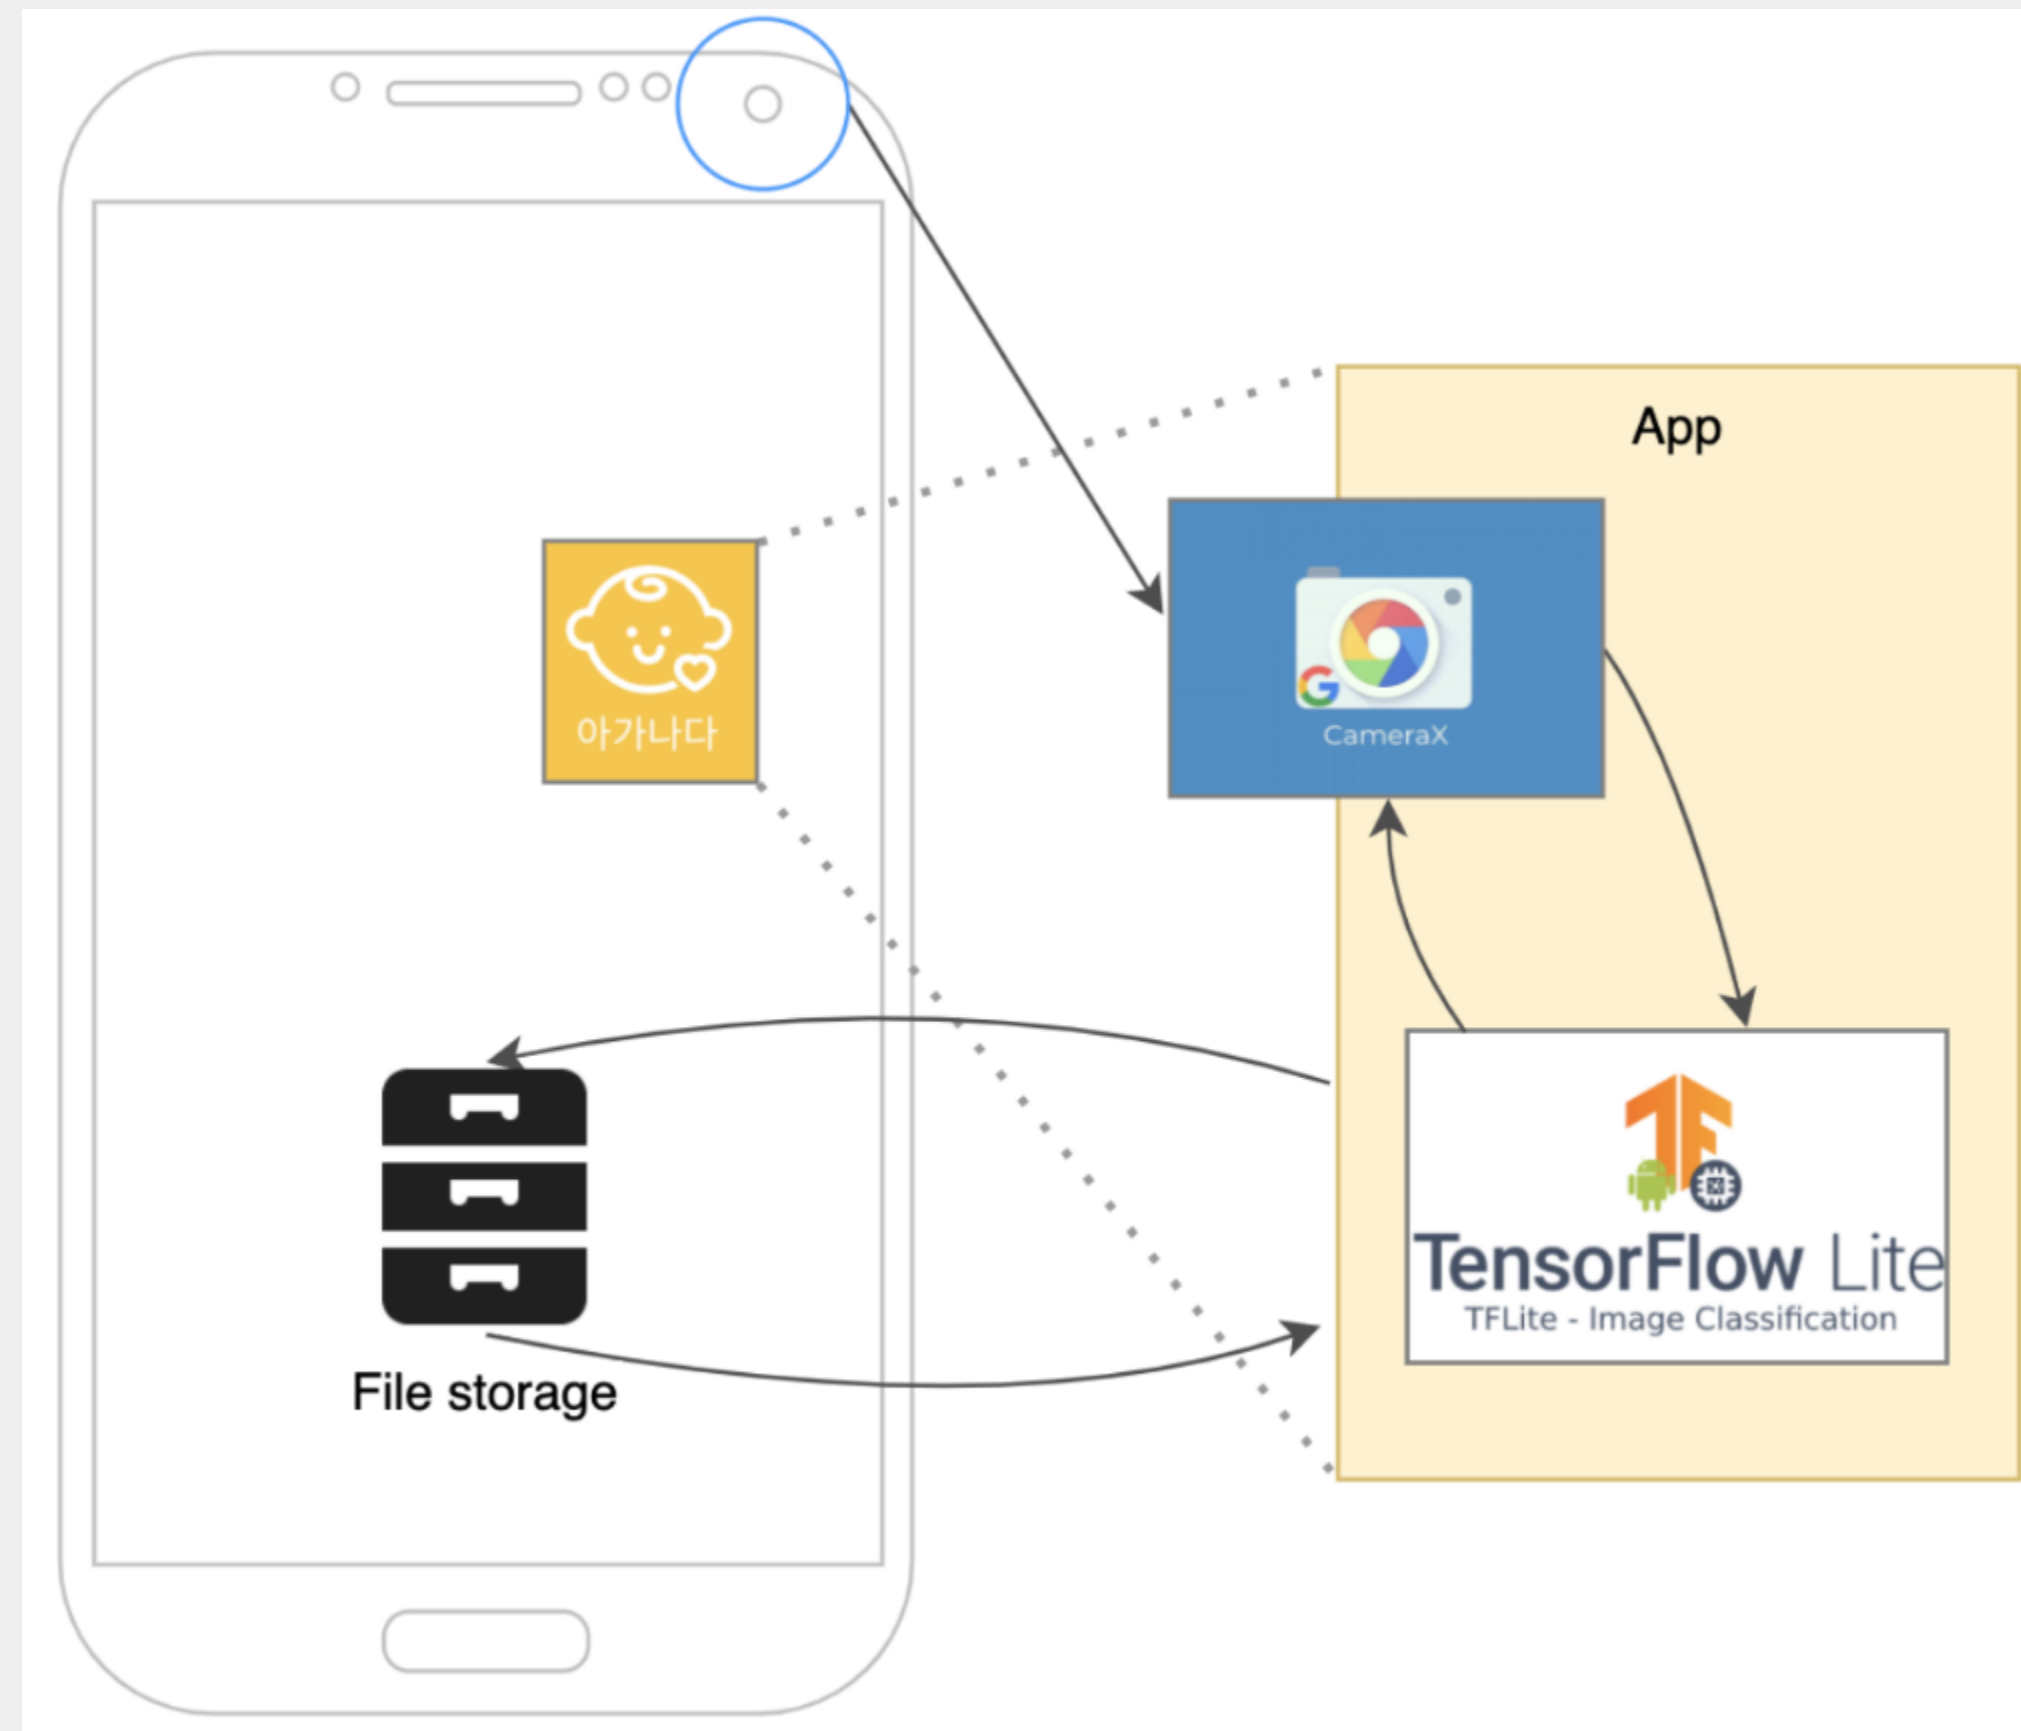 App
아가나다
CameraX
TensorFlow Lite
TFLite - Image Classification
File storage